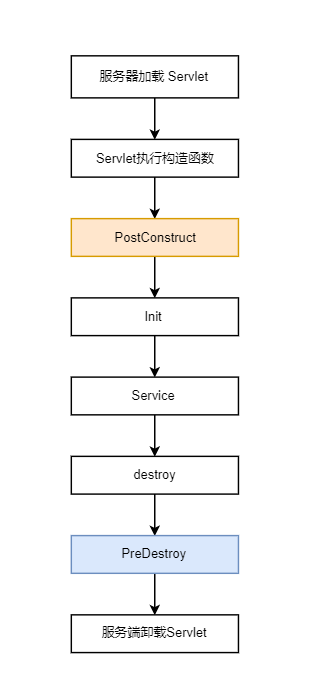 服务器加载 Servlet
Servlet执行构造函数
PostConstruct
Init
Service
destroy
PreDestroy
服务端卸载Servlet